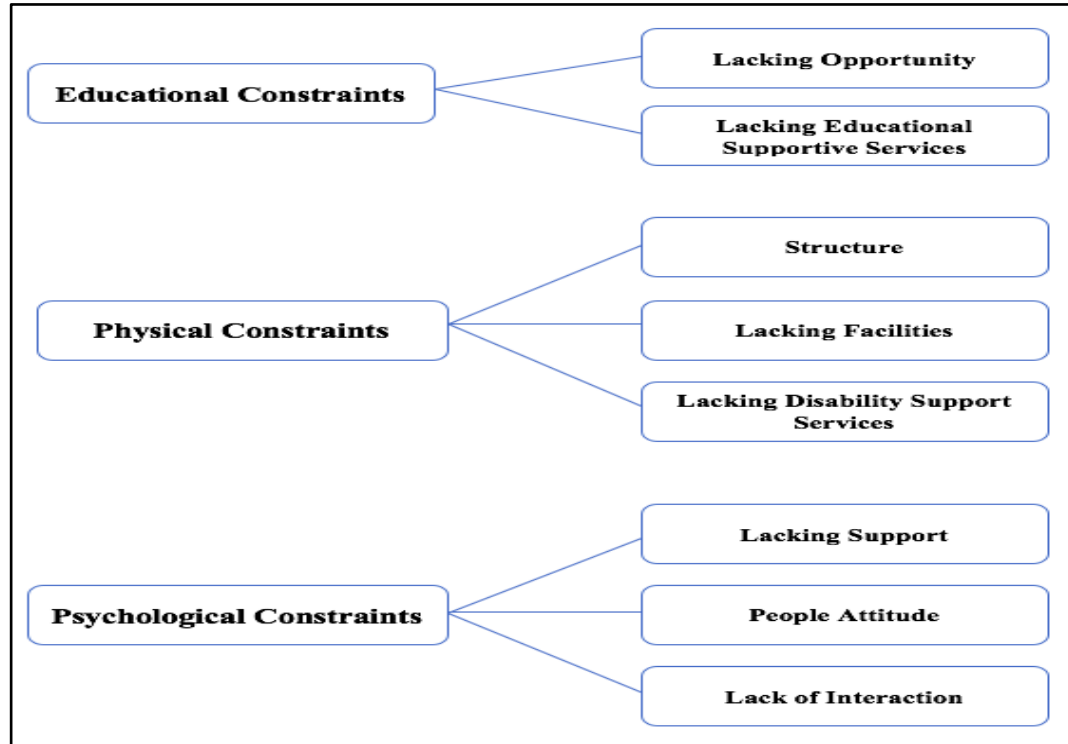 Educational Constraints
Lacking Opportunity
Lacking Educational
Supportive Services
Physical Constraints
Structure
Lacking Facilities
Lacking Disability Support
Services
Psychological Constraints
Lacking Support
People Attitude
Lack of Interaction